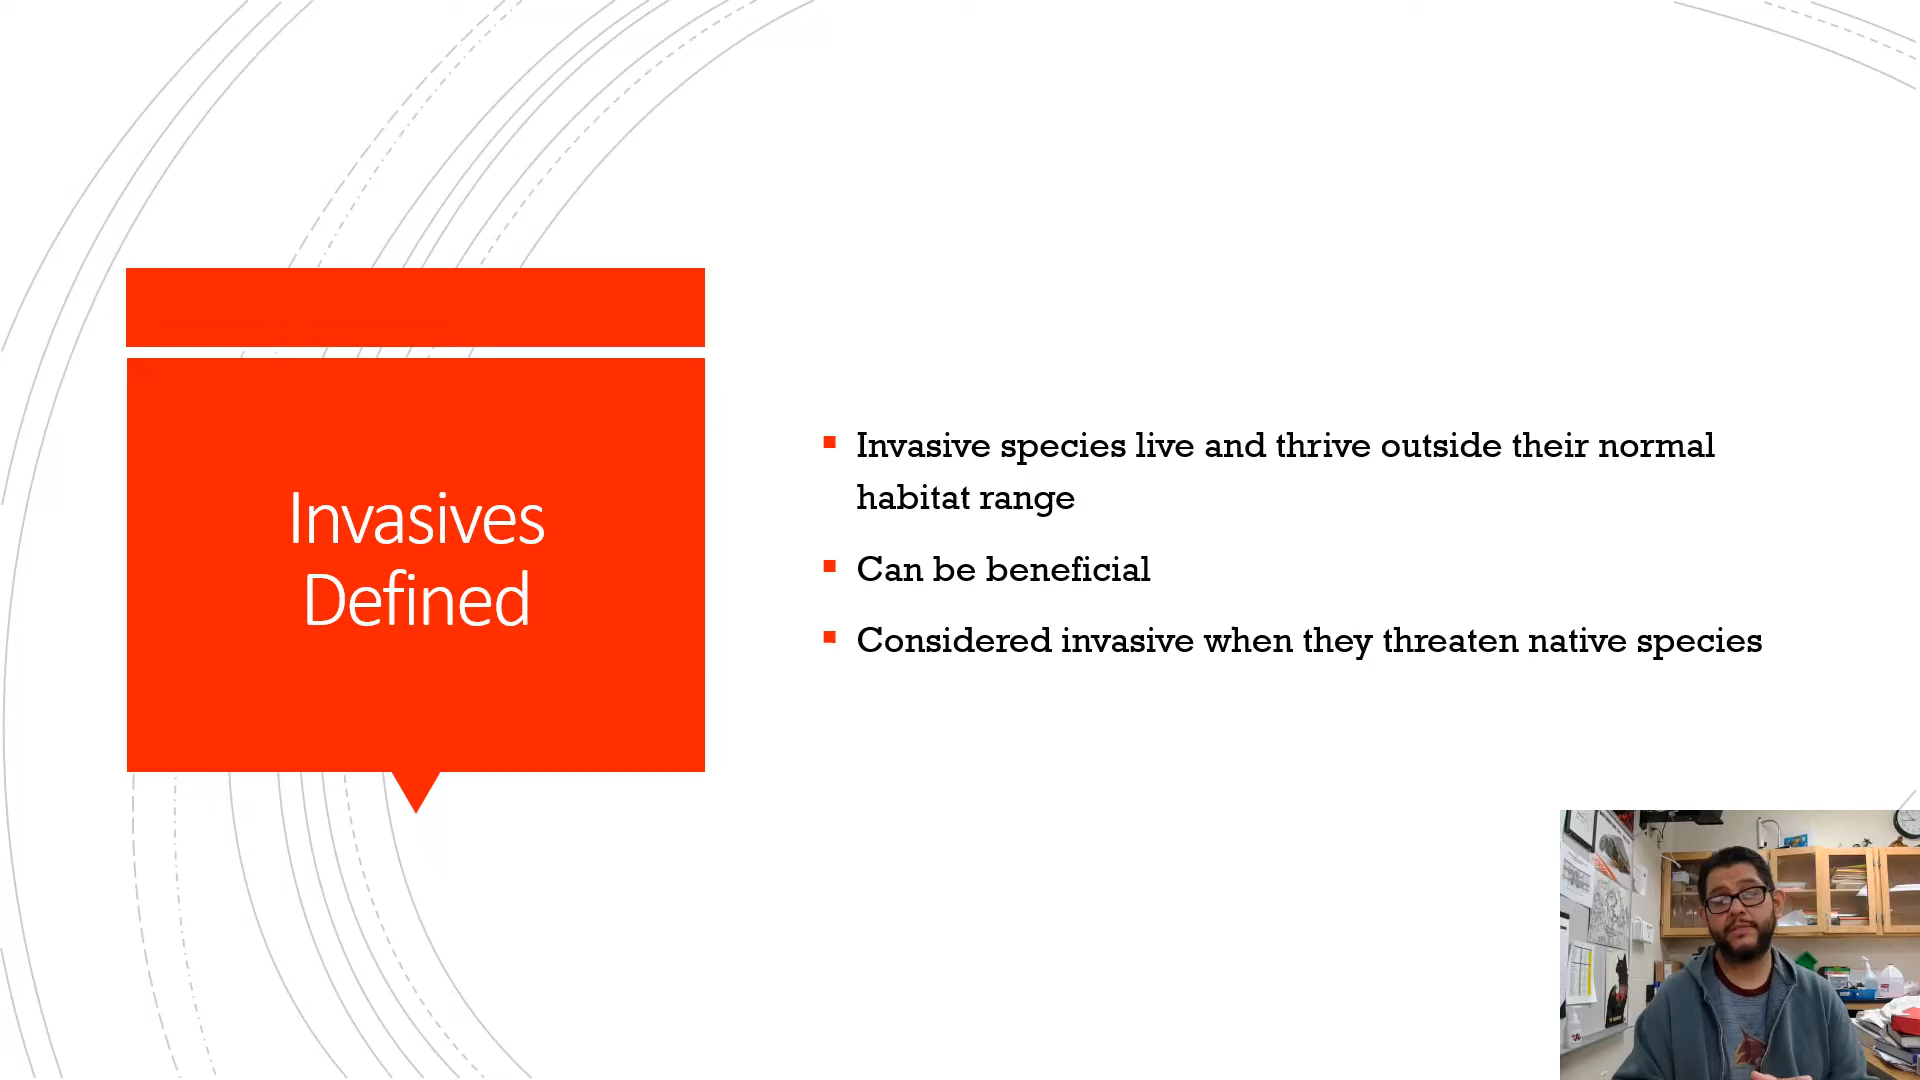 Invasives
Defined
Invasive species live and thrive outside their normal
habitat range
Can be beneficial
Considered invasive when they threaten native species